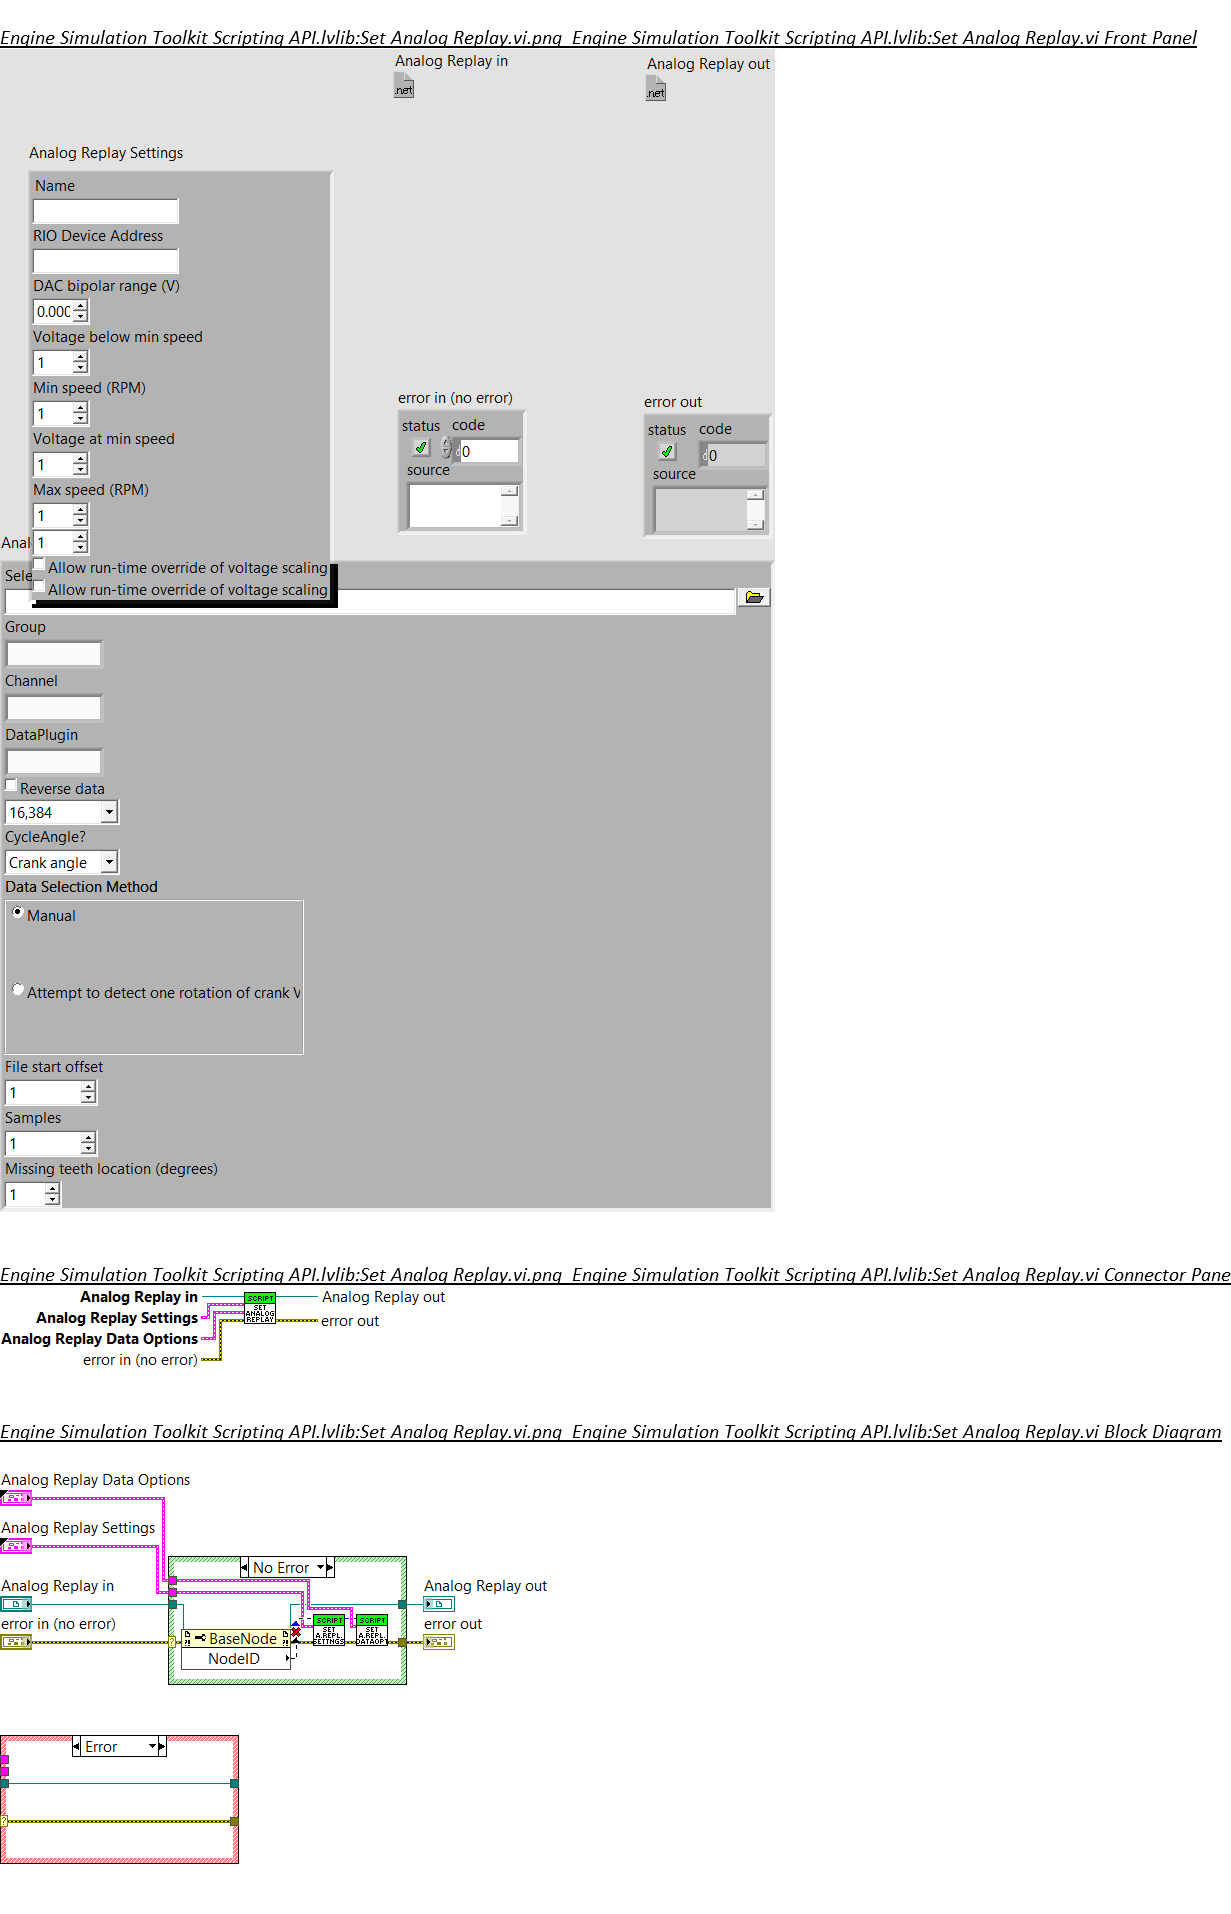 Engine Simulation Toolkit Scripting API.lvlib:Set Analog Replay.vi.png  Engine Simulation Toolkit Scripting API.lvlib:Set Analog Replay.vi Front Panel
Analog Replay in
Analog Replay out
.net
.net
Analog Replay Settings
Name
RIO Device Address
DAC bipolar range (V)
0.000
Voltage below min speed
1
Min speed (RPM)
1
Voltage at min speed
1
Max speed (RPM)
1
1
Allow run-time override of voltage scaling
Allow run-time override of voltage scaling
error in (no error)
status code
0
source
error out
status code
0
source
Anal
Sele
Group
Channel
DataPlugin
Reverse data
16,384
CycleAngle?
Crank angle
Data Selection Method
Manual
Attempt to detect one rotation of crank V
File start offset
1
Samples
1
Missing teeth location (degrees)
1
Engine Simulation Toolkit Scripting API.lvlib:Set Analog Replay.vi.png  Engine Simulation Toolkit Scripting API.lvlib:Set Analog Replay.vi Connector Pane
Analog Replay in
Analog Replay Settings
Analog Replay Data Options
error in (no error)
SCRIPT
SET
ANALOG
REPLAY
Analog Replay out
error out
Engine Simulation Toolkit Scripting API.lvlib:Set Analog Replay.vi.png  Engine Simulation Toolkit Scripting API.lvlib:Set Analog Replay.vi Block Diagram
Analog Replay Data Options
Analog Replay Settings
Analog Replay in
error in (no error)
No Error
BaseNode
NodeID
SCRIPT
SET
A.REPL.
SETTNGS
SCRIPT
SET
A.REPL.
DATAOPT
Analog Replay out
error out
Error